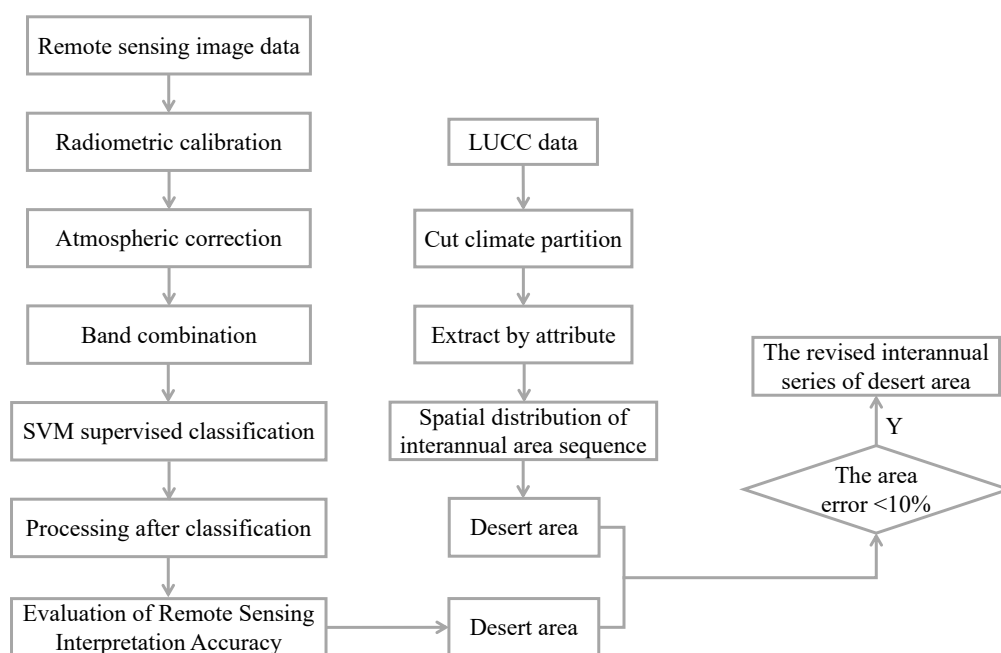 Remote sensing image data
Radiometric calibration
Atmospheric correction
Band combination
SVM supervised classification
Processing after classification
Evaluation of Remote Sensing
Interpretation Accuracy
LUCC data
Cut climate partition
Extract by attribute
Spatial distribution of
interannual area sequence
Desert area
Desert area
The revised interannual
series of desert area
Y
The area
error <10%